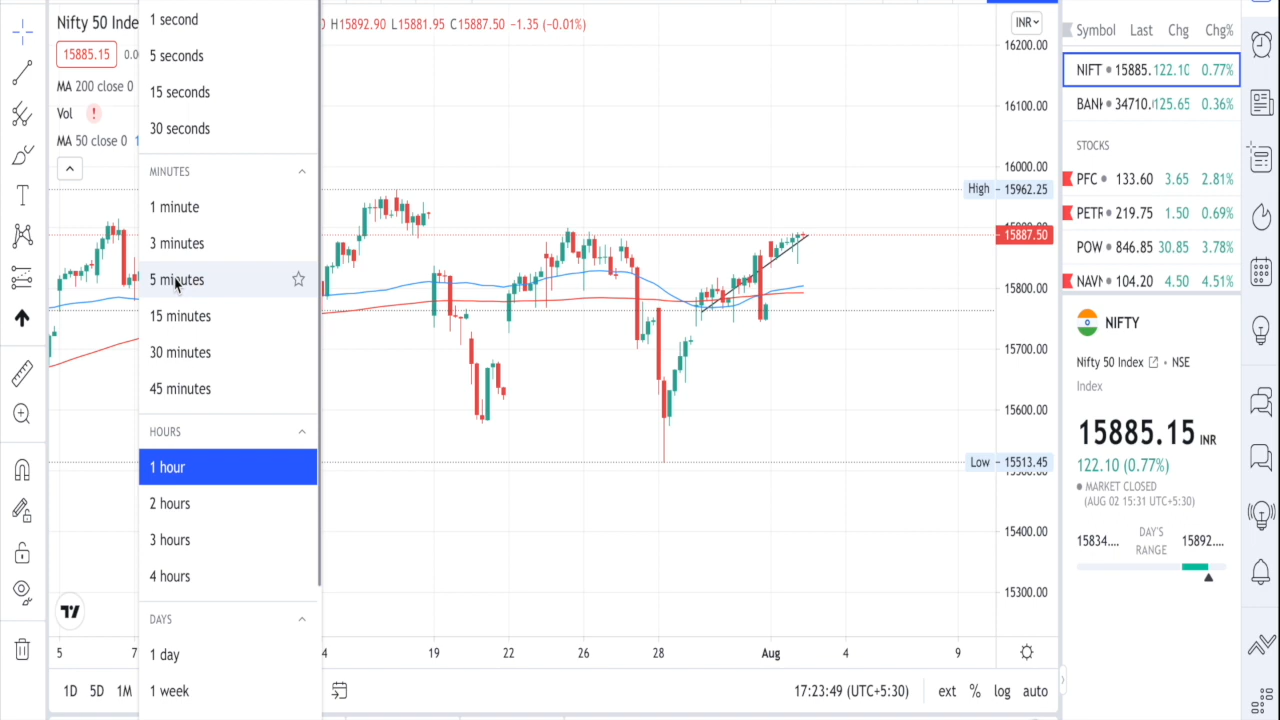 Nifty 50 Inde
0 H15892.90 L15881.95 C15887.50 −1.35 (−0.01%)
15885.15 0.0
MA 200 close 0
Vol !
MA 50 close 0 1
1 second
5 seconds
15 seconds
30 seconds
MINUTES
1 minute
3 minutes
5 minutes
15 minutes
30 minutes
45 minutes
HOURS
1 hour
2 hours
3 hours
4 hours
DAYS
1 day
1 week
INR
16200.00
16100.00
16000.00
High 15962.25
15887.50
15800.00
15700.00
15600.00
Low 15513.45
15400.00
15300.00
5 7 4 19 22 26 28 Aug 4 9
1D 5D 1M
17:23:49 (UTC+5:30) ext % log auto
Symbol Last Chg Chg%
NIFT 15885. 122.10 0.77%
BANK 34710. 125.65 0.36%
STOCKS
PFC 133.60 3.65 2.81%
PETR 219.75 1.50 0.69%
POW 846.85 30.85 3.78%
NAVN 104.20 4.50 4.51%
NIFTY
Nifty 50 Index • NSE
Index
15885.15 INR
122.10 (0.77%)
MARKET CLOSED
(AUG 02 15:31 UTC+5:30)
15834.... DAY'S RANGE 15892....